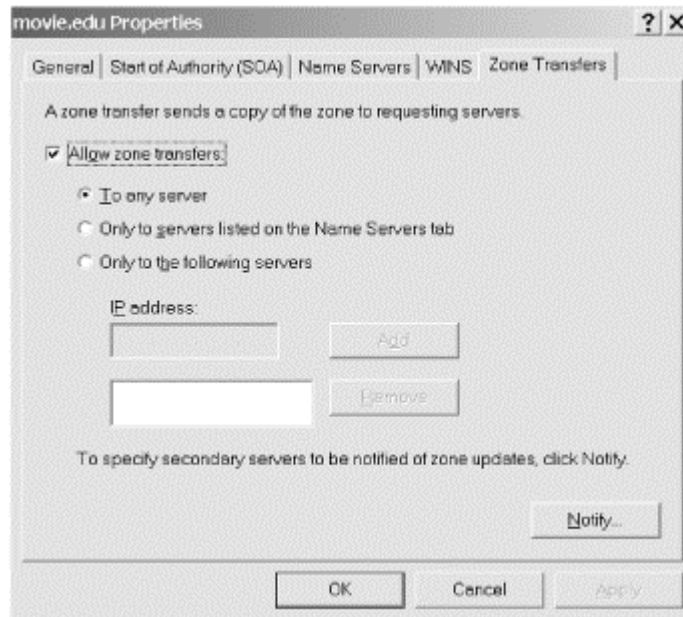 movie.edu Properties
General Start of Authority (SOA) Name Servers WINS Zone Transfers
A zone transfer sends a copy of the zone to requesting servers.
Allow zone transfers:
To any server
Only to servers listed on the Name Servers tab
Only to the following servers
IP address:
Add
Remove
To specify secondary servers to be notified of zone updates, click Notify.
Notify...
OK Cancel Apply